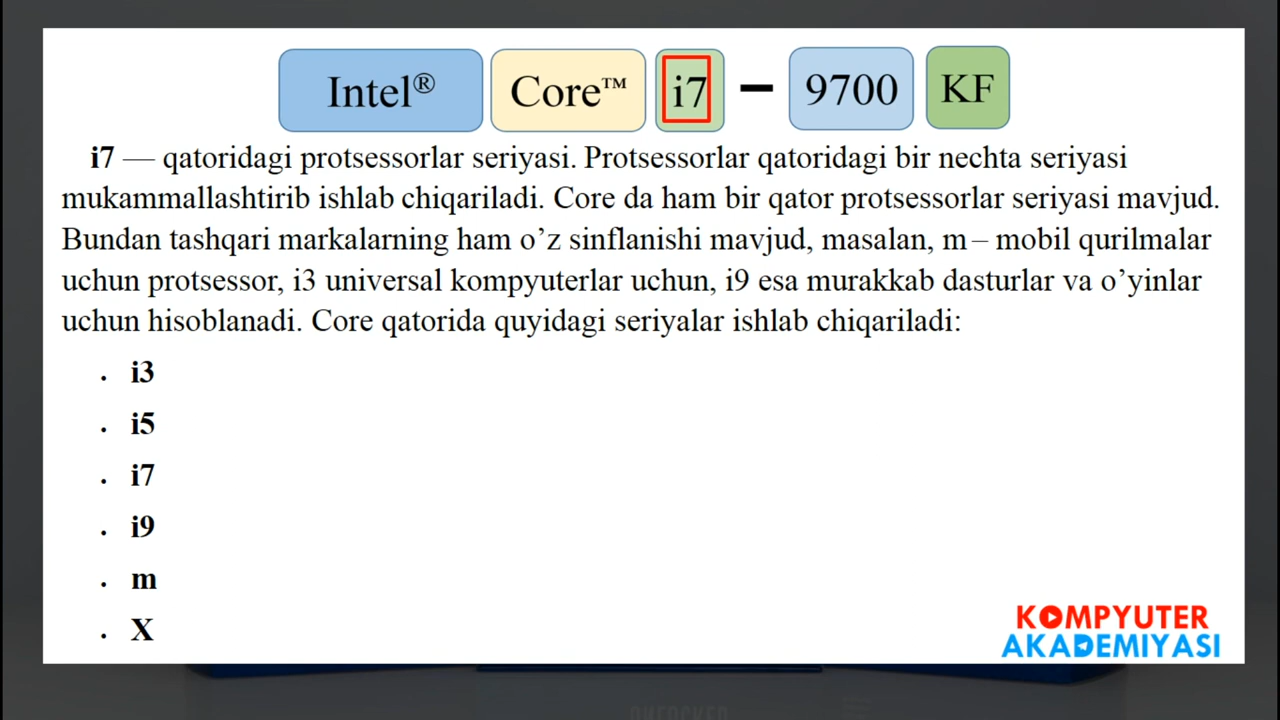 Intel® Core™ i7 – 9700 KF
i7 — qatoridagi protsessorlar seriyasi. Protsessorlar qatoridagi bir nechta seriyasi
mukammallashtirib ishlab chiqariladi. Core da ham bir qator protsessorlar seriyasi mavjud.
Bundan tashqari markalarning ham o’z sinflanishi mavjud, masalan, m – mobil qurilmalar
uchun protsessor, i3 universal kompyuterlar uchun, i9 esa murakkab dasturlar va o’yinlar
uchun hisoblanadi. Core qatorida quyidagi seriyalar ishlab chiqariladi:
. i3
. i5
. i7
. i9
. m
. X
KOMPYUTER
AKADEMIYASI